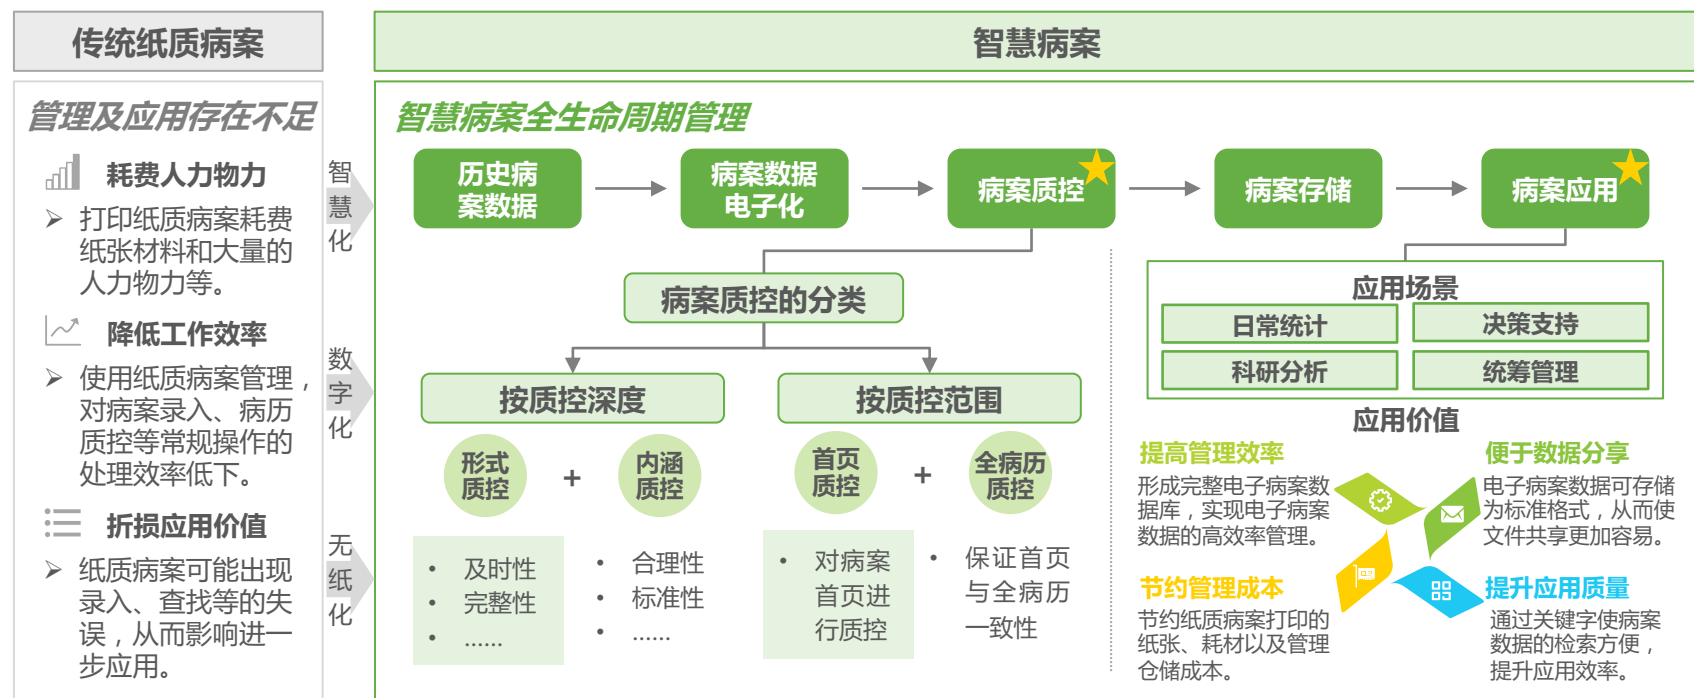 传统纸质病案
管理及应用存在不足
耗费人力物力
➢ 打印纸质病案耗费
纸张材料和大量的
人力物力等。
降低工作效率
➢ 使用纸质病案管理，
对病案录入、病历
质控等常规操作的
处理效率低下。
折损应用价值
➢ 纸质病案可能出现
录入、查找等的失
误，从而影响进一
步应用。
智
慧
化
数
字
化
无
纸
化
智慧病案
智慧病案全生命周期管理
历史病
案数据
病案数据
电子化
病案质控
病案存储
病案应用
病案质控的分类
按质控深度
按质控范围
形式
质控
+
内涵
质控
首页
质控
+
全病历
质控
• 及时性
• 完整性
• ......
• 合理性
• 标准性
• ......
• 对病案
首页进
行质控
• 保证首页
与全病历
一致性
应用场景
日常统计
决策支持
科研分析
统筹管理
应用价值
提高管理效率
形成完整电子病案数
据库，实现电子病案
数据的高效率管理。
便于数据分享
电子病案数据可存储
为标准格式，从而使
文件共享更加容易。
节约管理成本
节约纸质病案打印的
纸张、耗材以及管理
仓储成本。
提升应用质量
通过关键字使病案
数据的检索方便，
提升应用效率。